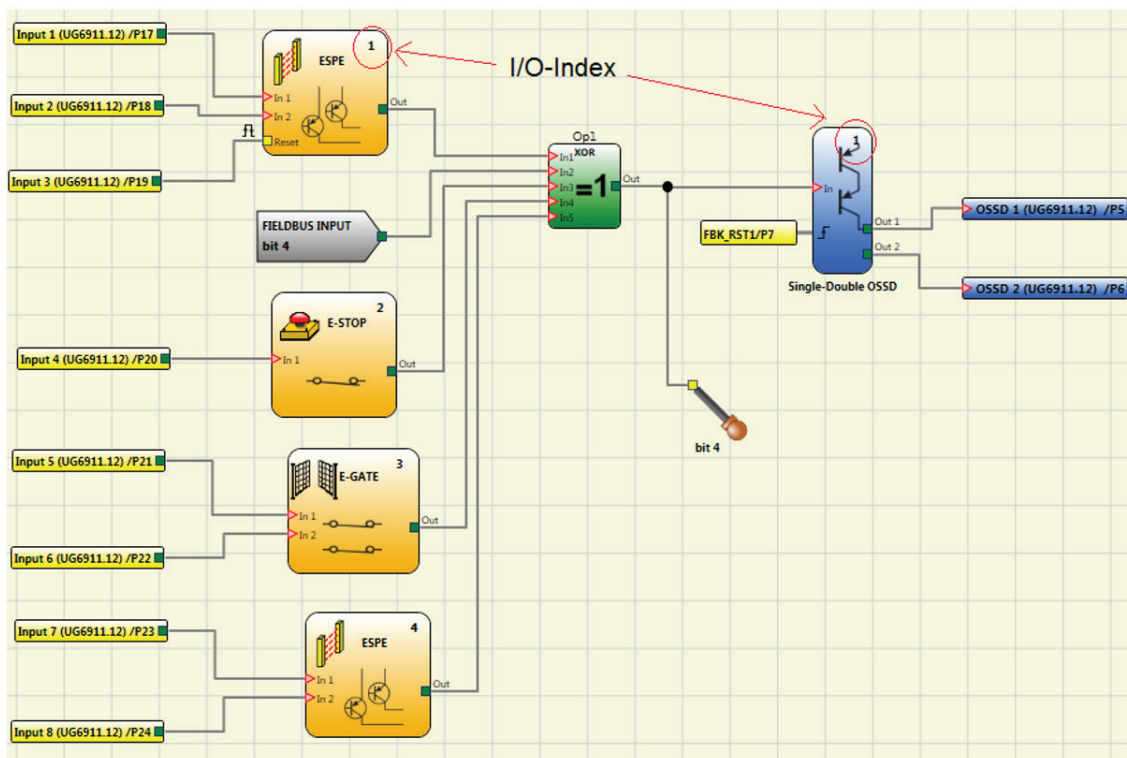 Input 1 (UG6911.12) /P17
1
ESPE
In 1
In 2
Reset
Out
Input 2 (UG6911.12) /P18
Input 3 (UG6911.12) /P19
I/O-Index
FIELDBUS INPUT
bit 4
Op1
XOR
In1
In2
In3
In4
In5
=1
Out
1
In
Out 1
Out 2
FBK_RST1/P7
Single-Double OSSD
OSSD 1 (UG6911.12) /P5
OSSD 2 (UG6911.12) /P6
2
E-STOP
In 1
Out
Input 4 (UG6911.12) /P20
bit 4
Input 5 (UG6911.12) /P21
3
E-GATE
In 1
In 2
Out
Input 6 (UG6911.12) /P22
Input 7 (UG6911.12) /P23
4
ESPE
In 1
In 2
Out
Input 8 (UG6911.12) /P24